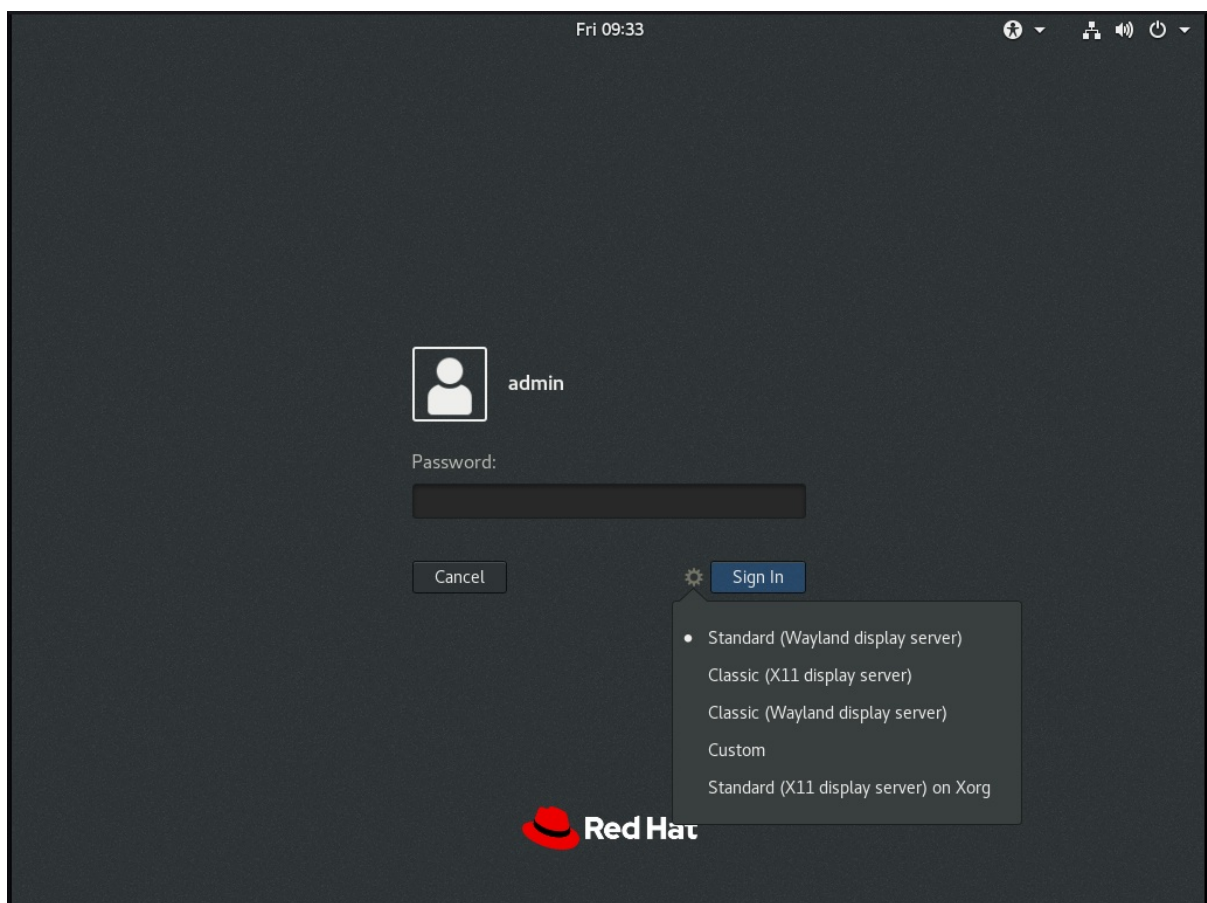 Fri 09:33
admin
Password:
Cancel
Sign In
Standard (Wayland display server)
Classic (X11 display server)
Classic (Wayland display server)
Custom
Standard (X11 display server) on Xorg
Red Hat